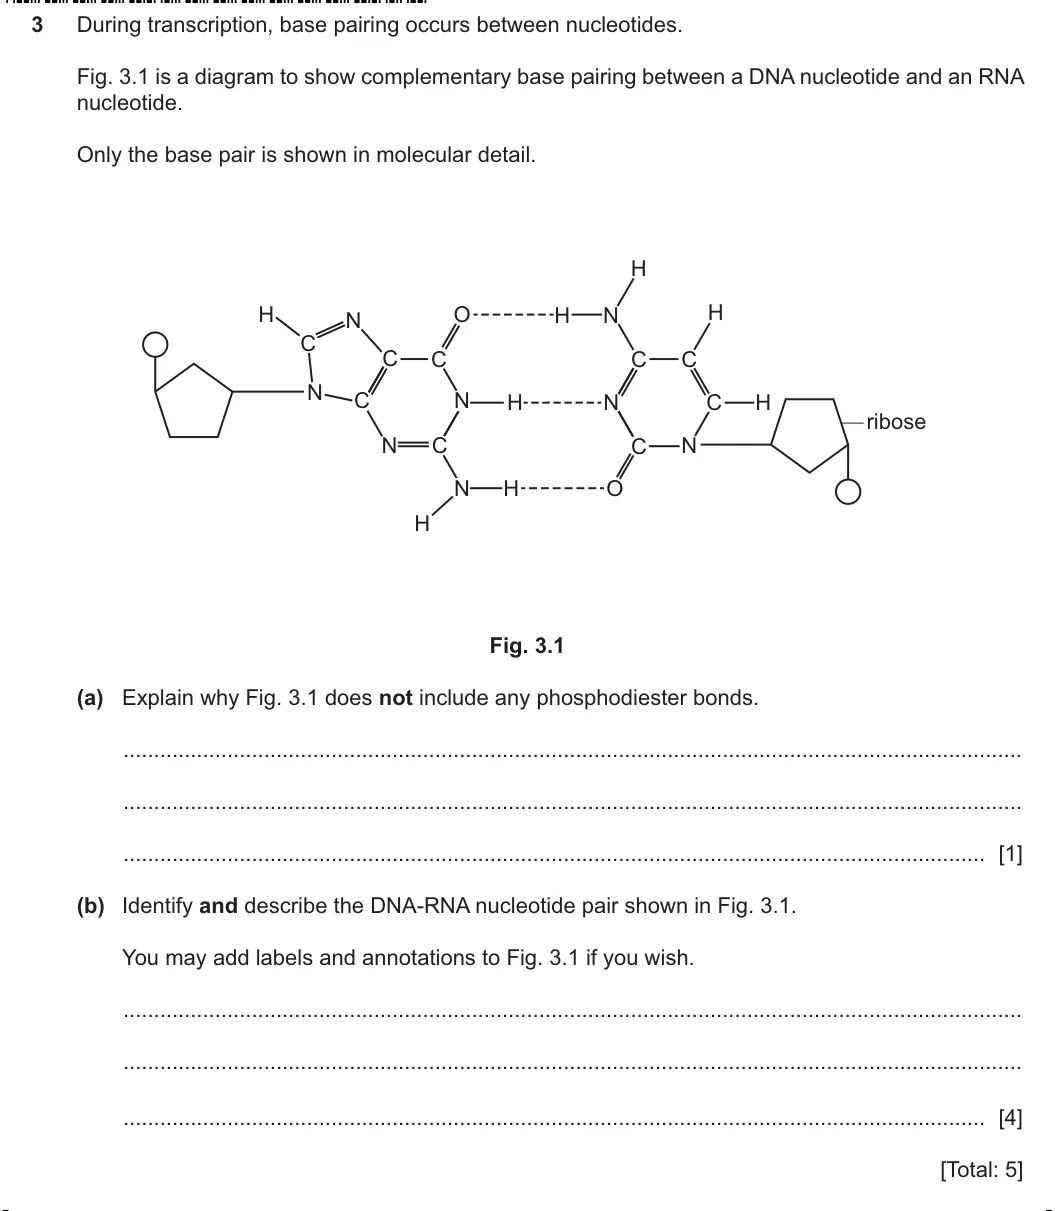 3 During transcription, base pairing occurs between nucleotides.
Fig. 3.1 is a diagram to show complementary base pairing between a DNA nucleotide and an RNA
nucleotide.
Only the base pair is shown in molecular detail.
H
H N O H N H
C C C C C
N C N H N C H ribose
N C C N
N H O
H
Fig. 3.1
(a) Explain why Fig. 3.1 does not include any phosphodiester bonds.
..........
..........
.......... [1]
(b) Identify and describe the DNA-RNA nucleotide pair shown in Fig. 3.1.
You may add labels and annotations to Fig. 3.1 if you wish.
..........
..........
.......... [4]
[Total: 5]